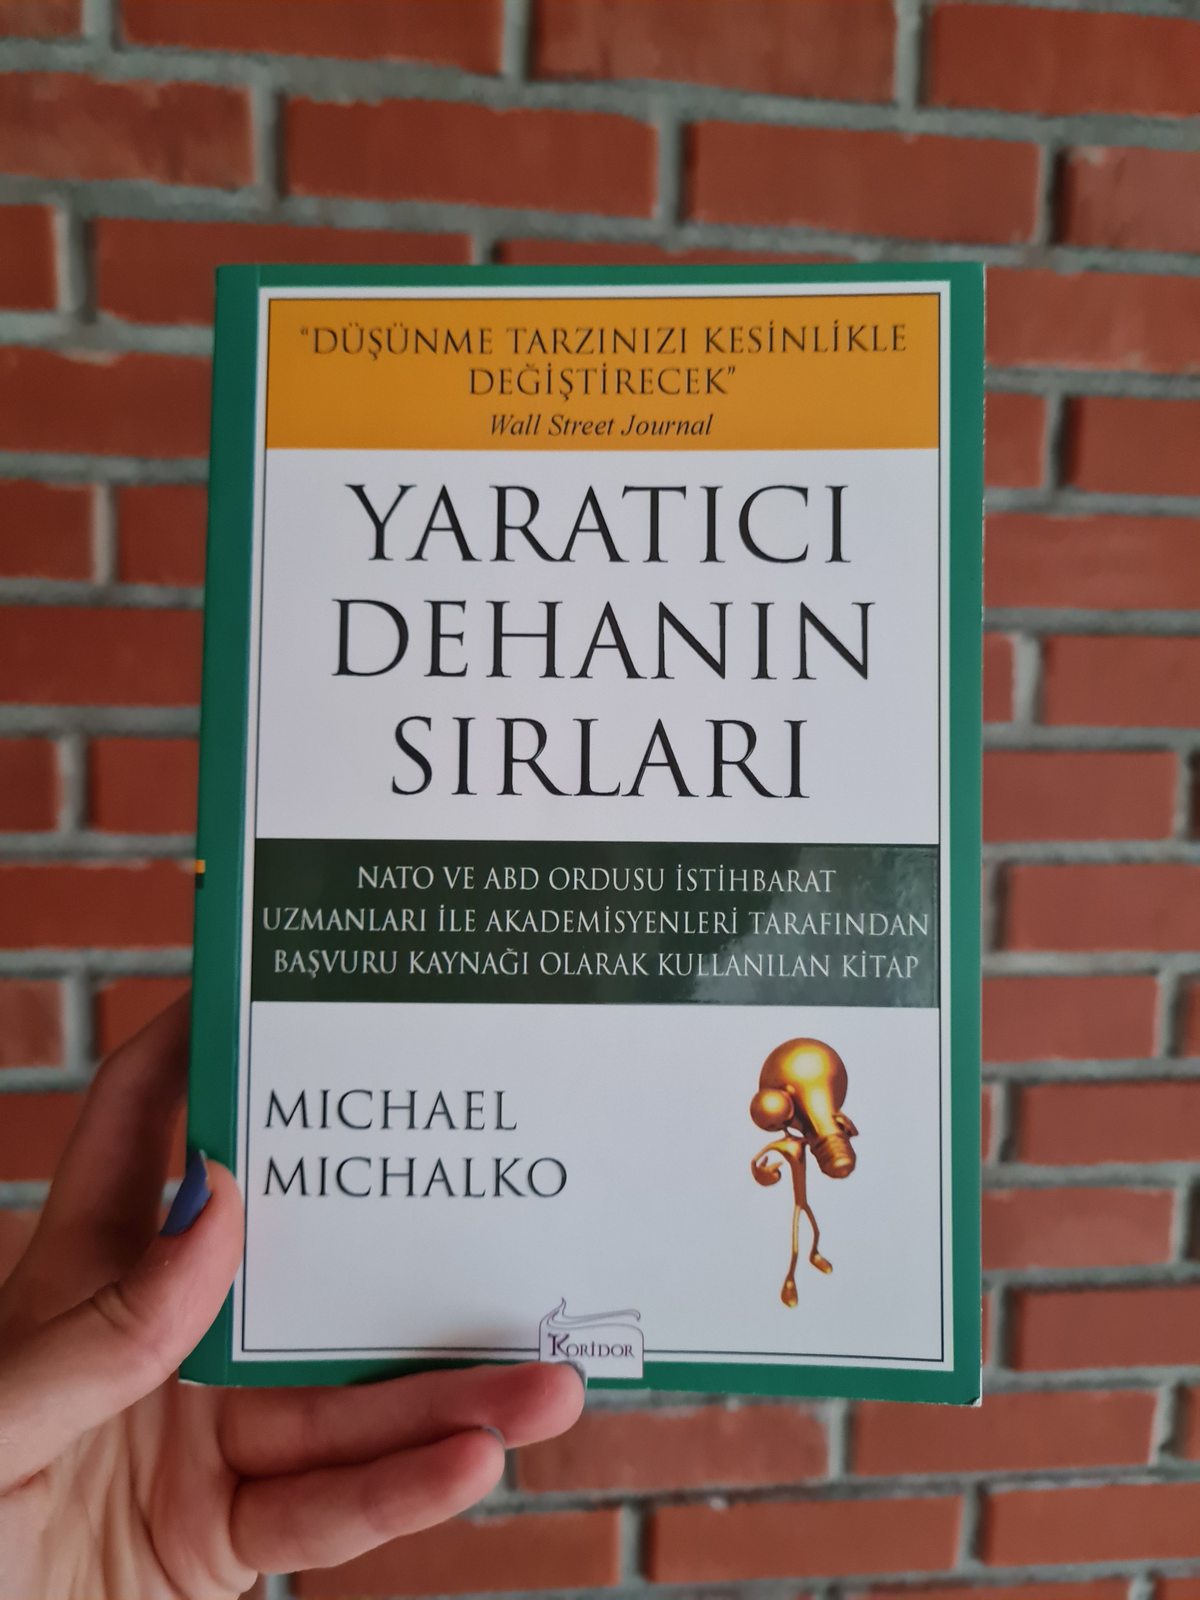 "DÜŞÜNME TARZINIZI KESİNLİKLE
DEĞİŞTİRECEK"
Wall Street Journal
YARATICI
DEHANIN
SIRLARI
NATO VE ABD ORDUSU İSTİHBARAT
UZMANLARI İLE AKADEMİSYENLERİ TARAFINDAN
BAŞVURU KAYNAĞI OLARAK KULLANILAN KİTAP
MICHAEL
MICHALKO
KORİDOR